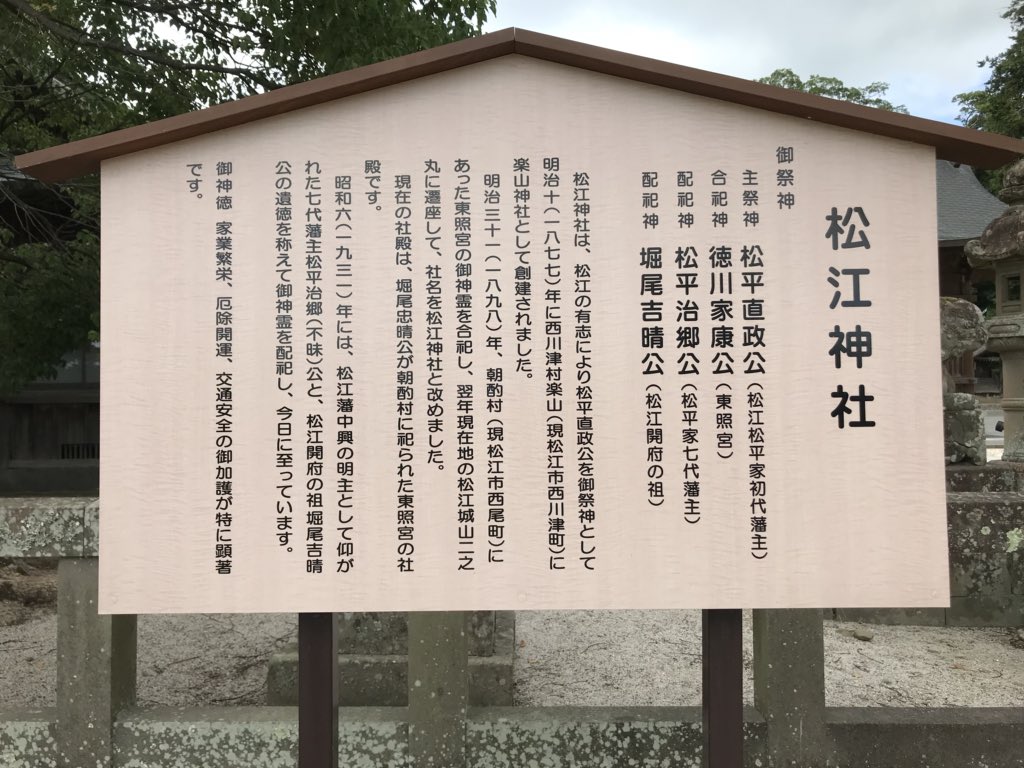 松江神社
御祭神
主祭神 松平直政公(松江松平家初代藩主)
合祀神 徳川家康公(東照宮)
配祀神 松平治郷公(松平家七代藩主)
配祀神 堀尾吉晴公(松江開府の祖)
松江神社は、松江の有志により松平直政公を御祭神として
明治十(一八七七)年に西川津村楽山(現松江市西川津町)に
楽山神社として創建されました。
明治三十一(一八九八)年、朝酌村(現松江市西尾町)に
あった東照宮の御神霊を合祀し、翌年現在地の松江城山二之
丸に遷座して、社名を松江神社と改めました。
現在の社殿は、堀尾忠晴公が朝酌村に祀られた東照宮の社
殿です。
昭和六(一九三一)年には、松江藩中興の明主として仰が
れた七代藩主松平治郷(不昧)公と、松江開府の祖堀尾吉晴
公の遺徳を称えて御神霊を配祀し、今日に至っています。
御神徳 家業繁栄、厄除開運、交通安全の御加護が特に顕著
です。